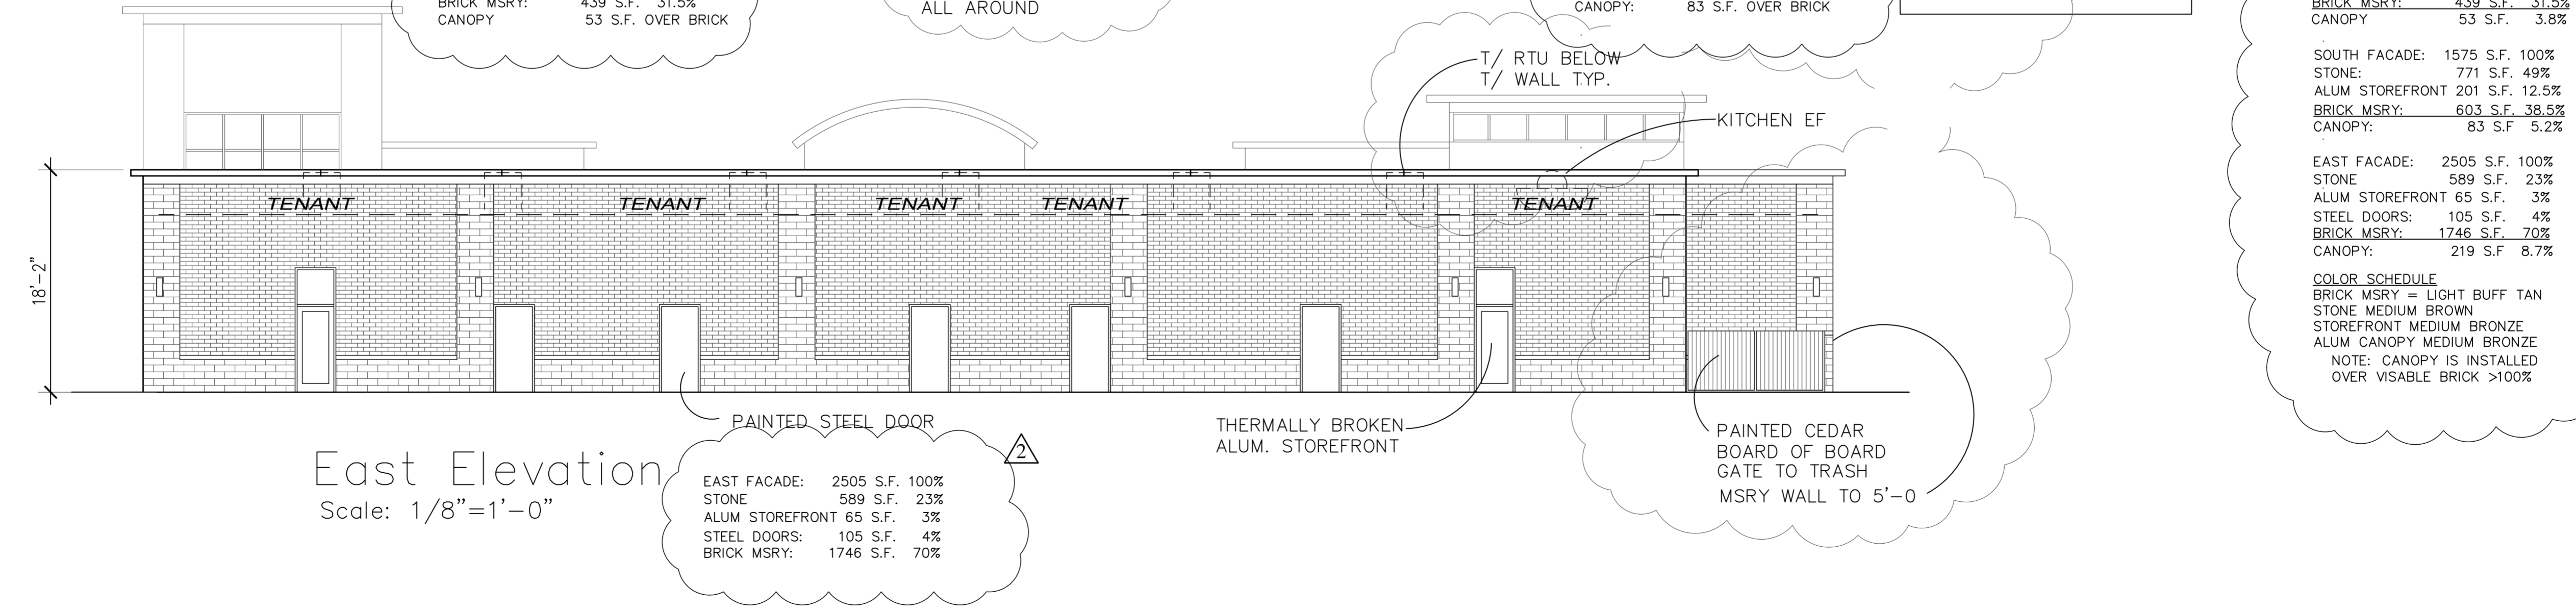 BRICK MSRY: 439 S.F. 31.5%
CANOPY 53 S.F. OVER BRICK
ALL AROUND
CANOPY: 83 S.F. OVER BRICK
T/ RTU BELOW
T/ WALL TYP.
KITCHEN EF
TENANT
TENANT
TENANT
TENANT
TENANT
18'-2"
PAINTED STEEL DOOR
THERMALLY BROKEN
ALUM. STOREFRONT
PAINTED CEDAR
BOARD OF BOARD
GATE TO TRASH
MSRY WALL TO 5'-0
East Elevation
Scale: 1/8"=1'-0"
2
EAST FACADE: 2505 S.F. 100%
STONE 589 S.F. 23%
ALUM STOREFRONT 65 S.F. 3%
STEEL DOORS: 105 S.F. 4%
BRICK MSRY: 1746 S.F. 70%
BRICK MSRY: 439 S.F. 31.5%
CANOPY 53 S.F. 3.8%
SOUTH FACADE: 1575 S.F. 100%
STONE: 771 S.F. 49%
ALUM STOREFRONT 201 S.F. 12.5%
BRICK MSRY: 603 S.F. 38.5%
CANOPY: 83 S.F 5.2%
EAST FACADE: 2505 S.F. 100%
STONE 589 S.F. 23%
ALUM STOREFRONT 65 S.F. 3%
STEEL DOORS: 105 S.F. 4%
BRICK MSRY: 1746 S.F. 70%
CANOPY: 219 S.F 8.7%
COLOR SCHEDULE
BRICK MSRY = LIGHT BUFF TAN
STONE MEDIUM BROWN
STOREFRONT MEDIUM BRONZE
ALUM CANOPY MEDIUM BRONZE
NOTE: CANOPY IS INSTALLED
OVER VISABLE BRICK >100%